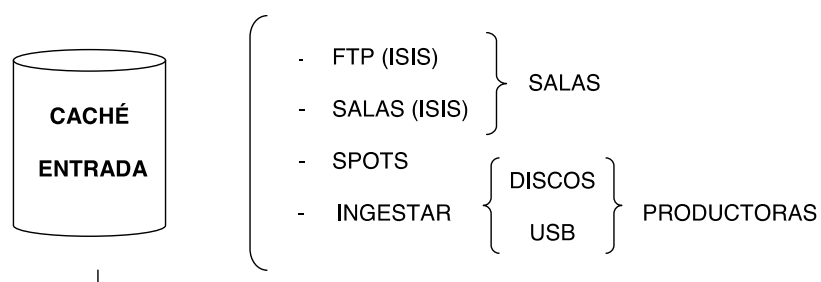 CACHÉ
ENTRADA
- FTP (ISIS)
- SALAS (ISIS)
SALAS
- SPOTS
- INGESTAR
DISCOS
USB
PRODUCTORAS